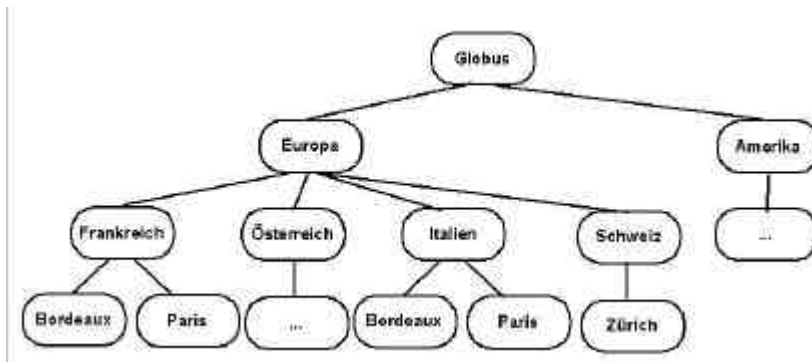 Globus
Europa
Amerika
Frankreich
Österreich
Italien
Schweiz
...
Bordeaux
Paris
...
Bordeaux
Paris
Zürich